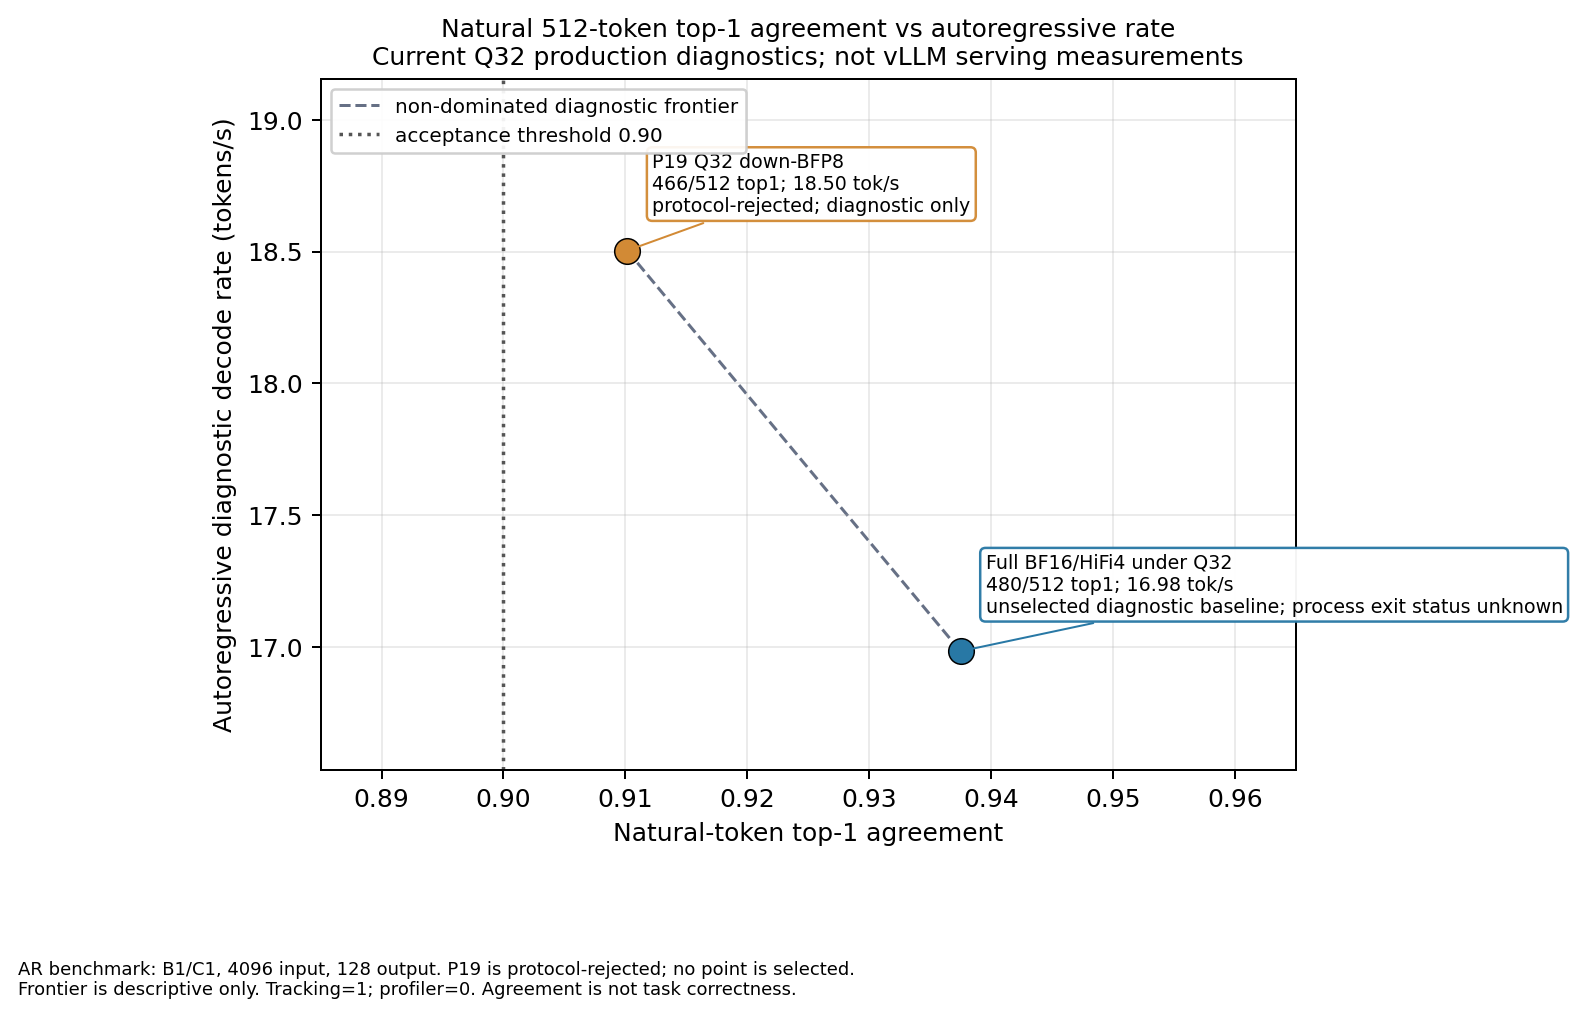 Natural 512-token top-1 agreement vs autoregressive rate
Current Q32 production diagnostics; not vLLM serving measurements
non-dominated diagnostic frontier
acceptance threshold 0.90
P19 Q32 down-BFP8
466/512 top1; 18.50 tok/s
protocol-rejected; diagnostic only
Full BF16/HiFi4 under Q32
480/512 top1; 16.98 tok/s
unselected diagnostic baseline; process exit status unknown
Autoregressive diagnostic decode rate (tokens/s)
19.0
18.5
18.0
17.5
17.0
0.89
0.90
0.91
0.92
0.93
0.94
0.95
0.96
Natural-token top-1 agreement
AR benchmark: B1/C1, 4096 input, 128 output. P19 is protocol-rejected; no point is selected.
Frontier is descriptive only. Tracking=1; profiler=0. Agreement is not task correctness.